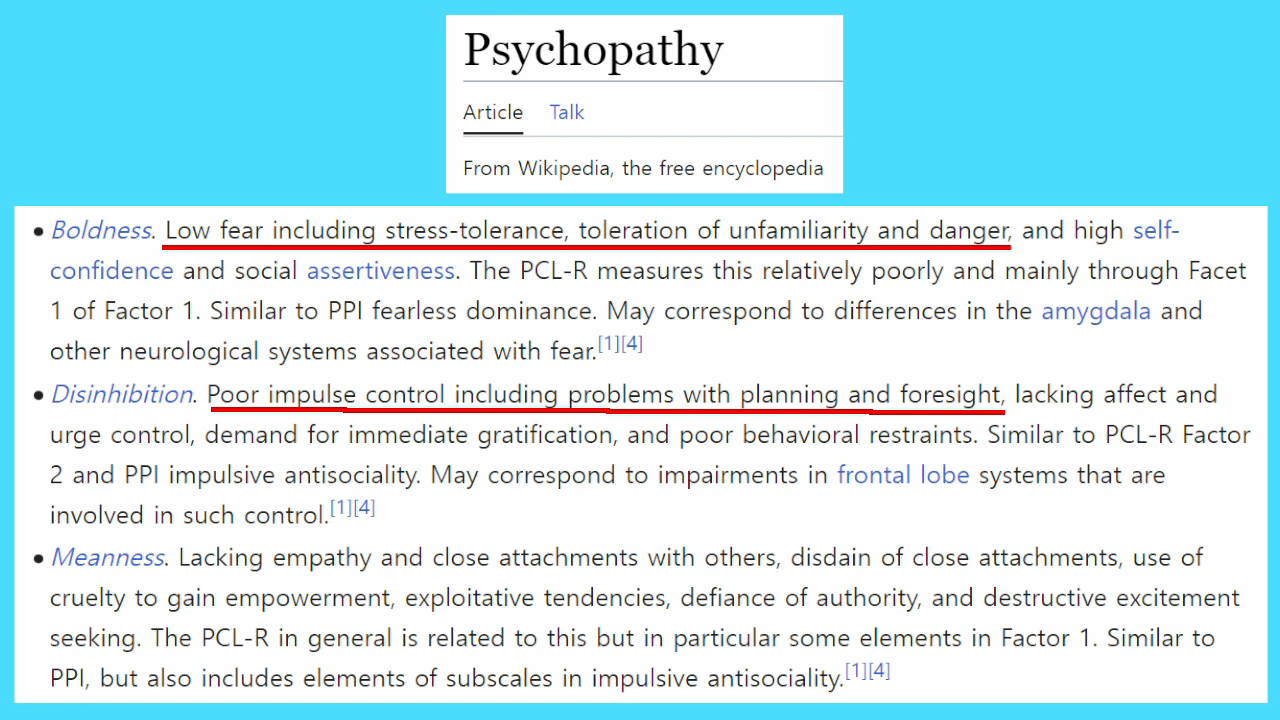 Psychopathy
Article Talk
From Wikipedia, the free encyclopedia
• Boldness. Low fear including stress-tolerance, toleration of unfamiliarity and danger, and high self-
confidence and social assertiveness. The PCL-R measures this relatively poorly and mainly through Facet
1 of Factor 1. Similar to PPI fearless dominance. May correspond to differences in the amygdala and
other neurological systems associated with fear.[1][4]
• Disinhibition. Poor impulse control including problems with planning and foresight, lacking affect and
urge control, demand for immediate gratification, and poor behavioral restraints. Similar to PCL-R Factor
2 and PPI impulsive antisociality. May correspond to impairments in frontal lobe systems that are
involved in such control.[1][4]
• Meanness. Lacking empathy and close attachments with others, disdain of close attachments, use of
cruelty to gain empowerment, exploitative tendencies, defiance of authority, and destructive excitement
seeking. The PCL-R in general is related to this but in particular some elements in Factor 1. Similar to
PPI, but also includes elements of subscales in impulsive antisociality.[1][4]